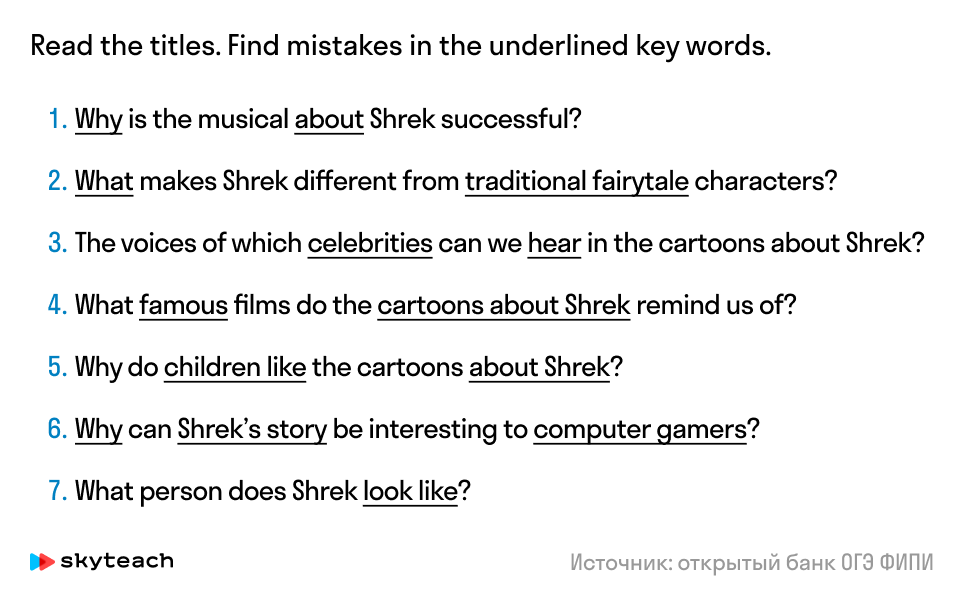 Read the titles. Find mistakes in the underlined key words.
1. Why is the musical about Shrek successful?
2. What makes Shrek different from traditional fairytale characters?
3. The voices of which celebrities can we hear in the cartoons about Shrek?
4. What famous films do the cartoons about Shrek remind us of?
5. Why do children like the cartoons about Shrek?
6. Why can Shrek’s story be interesting to computer gamers?
7. What person does Shrek look like?
skyteach
Источник: открытый банк ОГЭ ФИПИ